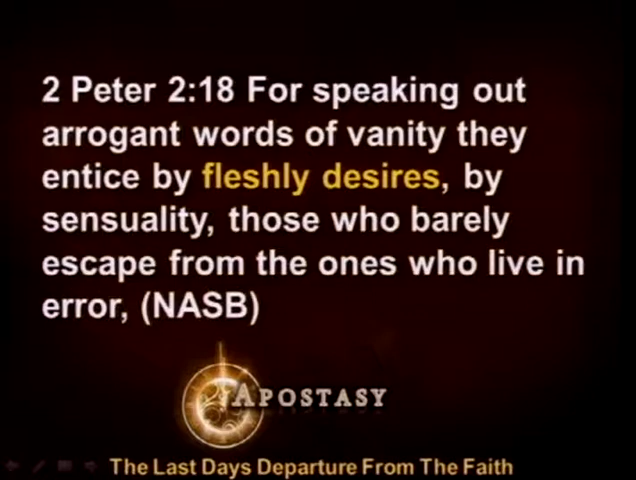 2 Peter 2:18 For speaking out
arrogant words of vanity they
entice by fleshly desires, by
sensuality, those who barely
escape from the ones who live in
error, (NASB)
APOSTASY
The Last Days Departure From The Faith